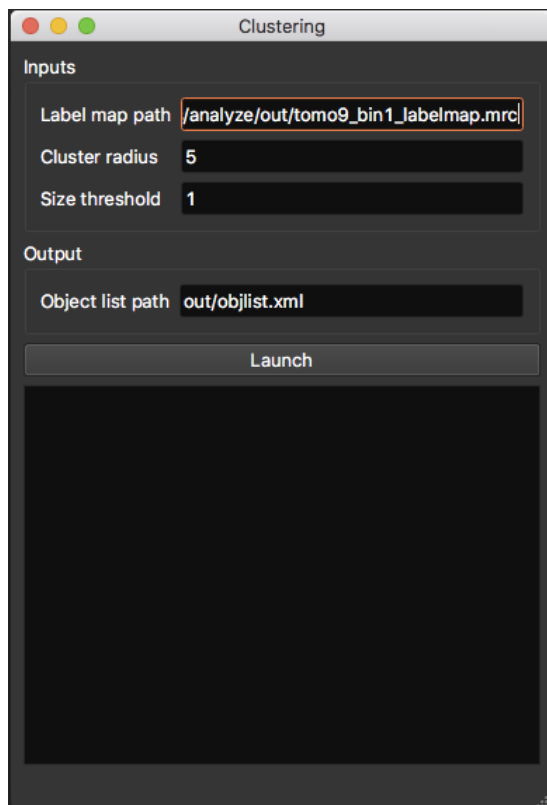 Clustering
Inputs
Label map path /analyze/out/tomo9_bin1_labelmap.mrc
Cluster radius 5
Size threshold 1
Output
Object list path out/objlist.xml
Launch